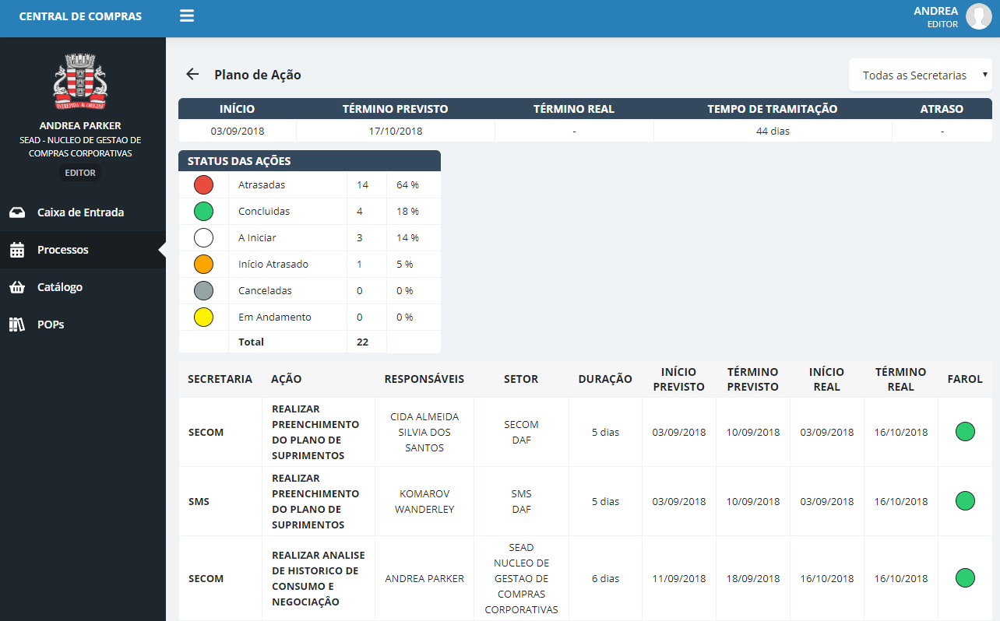 CENTRAL DE COMPRAS
ANDREA
EDITOR
INTREPIDA AB ORIGINE
ANDREA PARKER
SEAD - NUCLEO DE GESTAO DE
COMPRAS CORPORATIVAS
EDITOR
Caixa de Entrada
Processos
Catálogo
POPs
Plano de Ação
Todas as Secretarias
INÍCIO TÉRMINO PREVISTO TÉRMINO REAL TEMPO DE TRAMITAÇÃO ATRASO
03/09/2018 17/10/2018 - 44 dias -
STATUS DAS AÇÕES
Atrasadas 14 64 %
Concluidas 4 18 %
A Iniciar 3 14 %
Início Atrasado 1 5 %
Canceladas 0 0 %
Em Andamento 0 0 %
Total 22
SECRETARIA AÇÃO RESPONSÁVEIS SETOR DURAÇÃO INÍCIO PREVISTO TÉRMINO PREVISTO INÍCIO REAL TÉRMINO REAL FAROL
SECOM
REALIZAR
PREENCHIMENTO
DO PLANO DE
SUPRIMENTOS
CIDA ALMEIDA
SILVIA DOS
SANTOS
SECOM
DAF
5 dias 03/09/2018 10/09/2018 03/09/2018 16/10/2018
SMS
REALIZAR
PREENCHIMENTO
DO PLANO DE
SUPRIMENTOS
KOMAROV
WANDERLEY
SMS
DAF
5 dias 03/09/2018 10/09/2018 03/09/2018 16/10/2018
SECOM
REALIZAR ANALISE
DE HISTORICO DE
CONSUMO E
NEGOCIAÇÂO
ANDREA PARKER
SEAD
NUCLEO DE
GESTAO DE
COMPRAS
CORPORATIVAS
6 dias 11/09/2018 18/09/2018 16/10/2018 16/10/2018